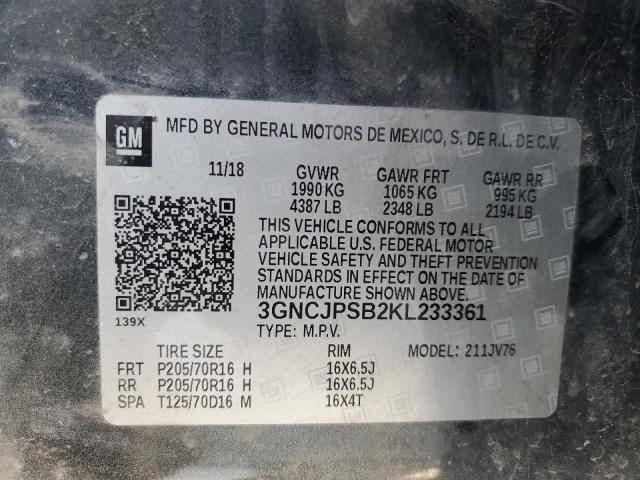 GM ® MFD BY GENERAL MOTORS DE MEXICO, S. DE R.L. DE C.V.
11/18 GVWR GAWR FRT GAWR RR
1990 KG 1065 KG 995 KG
4387 LB 2348 LB 2194 LB
THIS VEHICLE CONFORMS TO ALL
APPLICABLE U.S. FEDERAL MOTOR
VEHICLE SAFETY AND THEFT PREVENTION
STANDARDS IN EFFECT ON THE DATE OF
MANUFACTURE SHOWN ABOVE.
139X 3GNCJPSB2KL233361
TYPE: M.P.V.
TIRE SIZE RIM MODEL: 211JV76
FRT P205/70R16 H 16X6.5J
RR P205/70R16 H 16X6.5J
SPA T125/70D16 M 16X4T